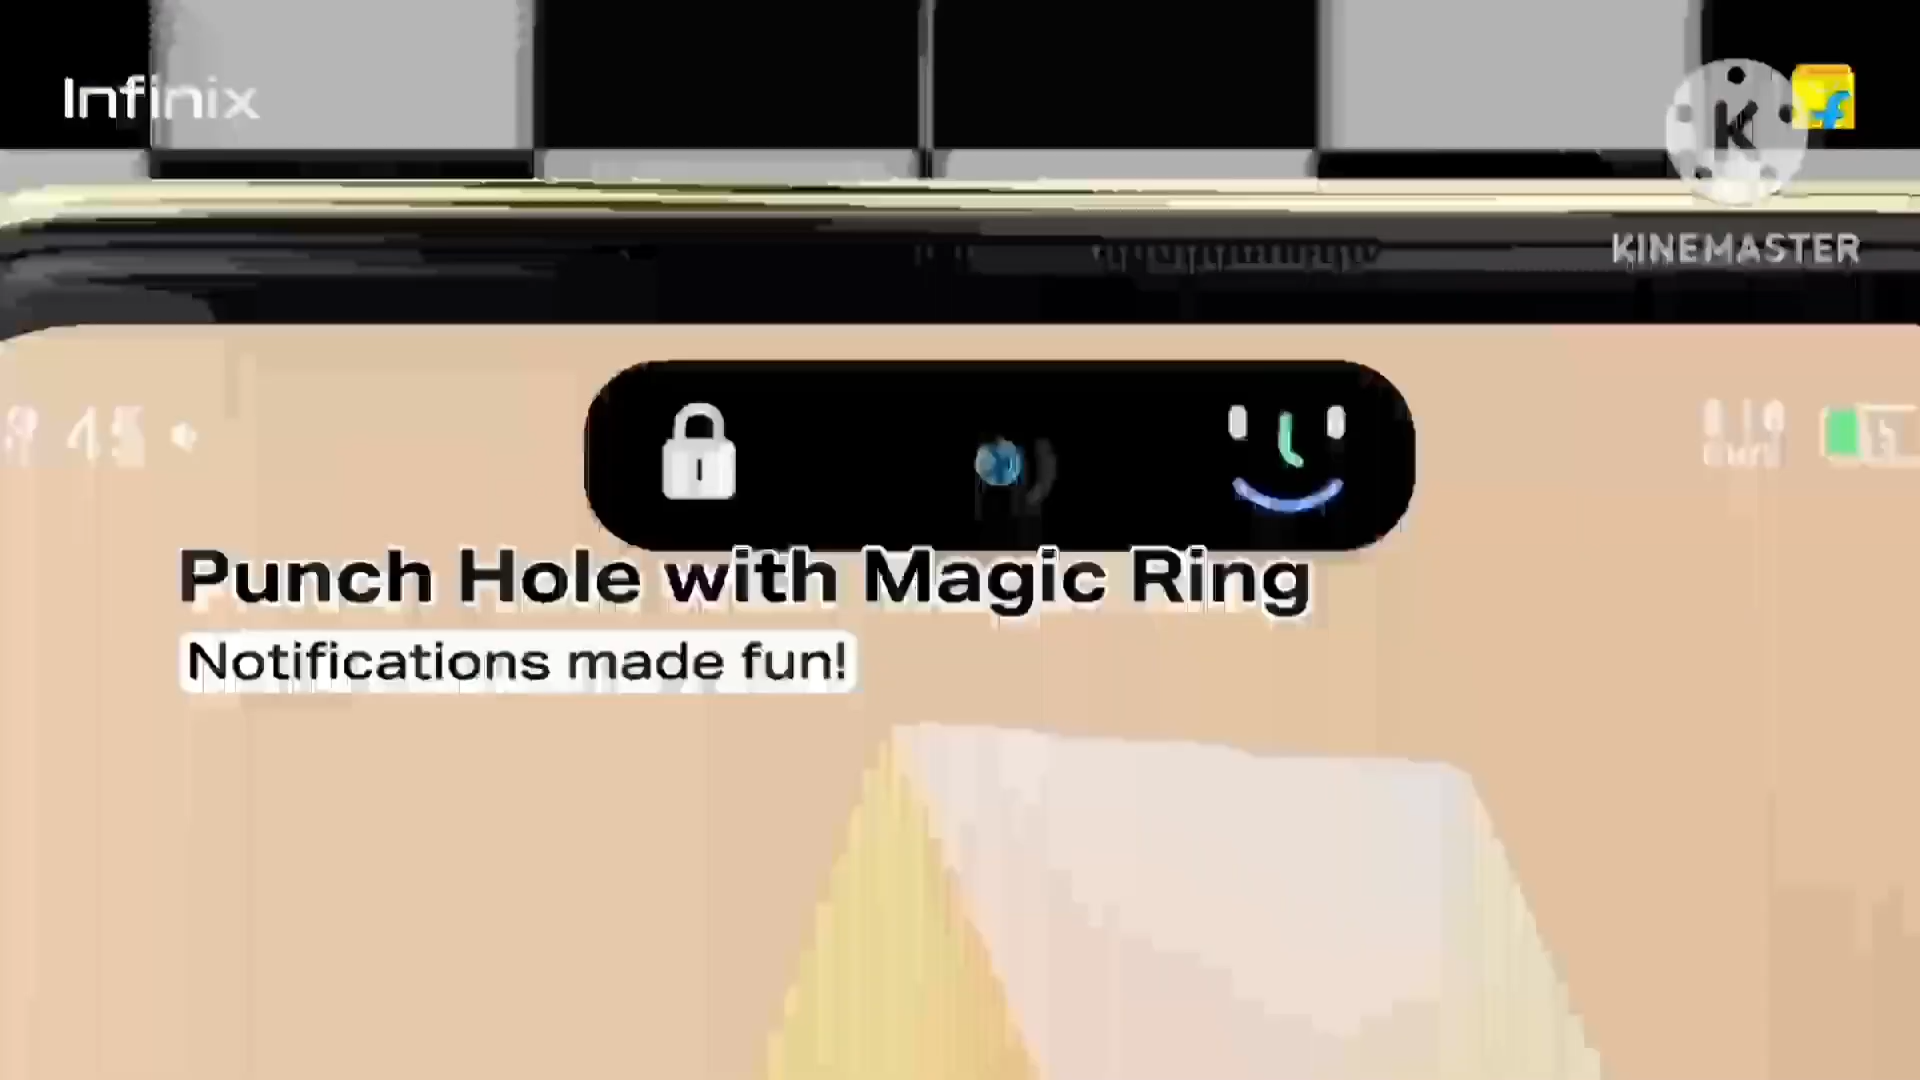 Infinix
K
KINEMASTER
Punch Hole with Magic Ring
Notifications made fun!